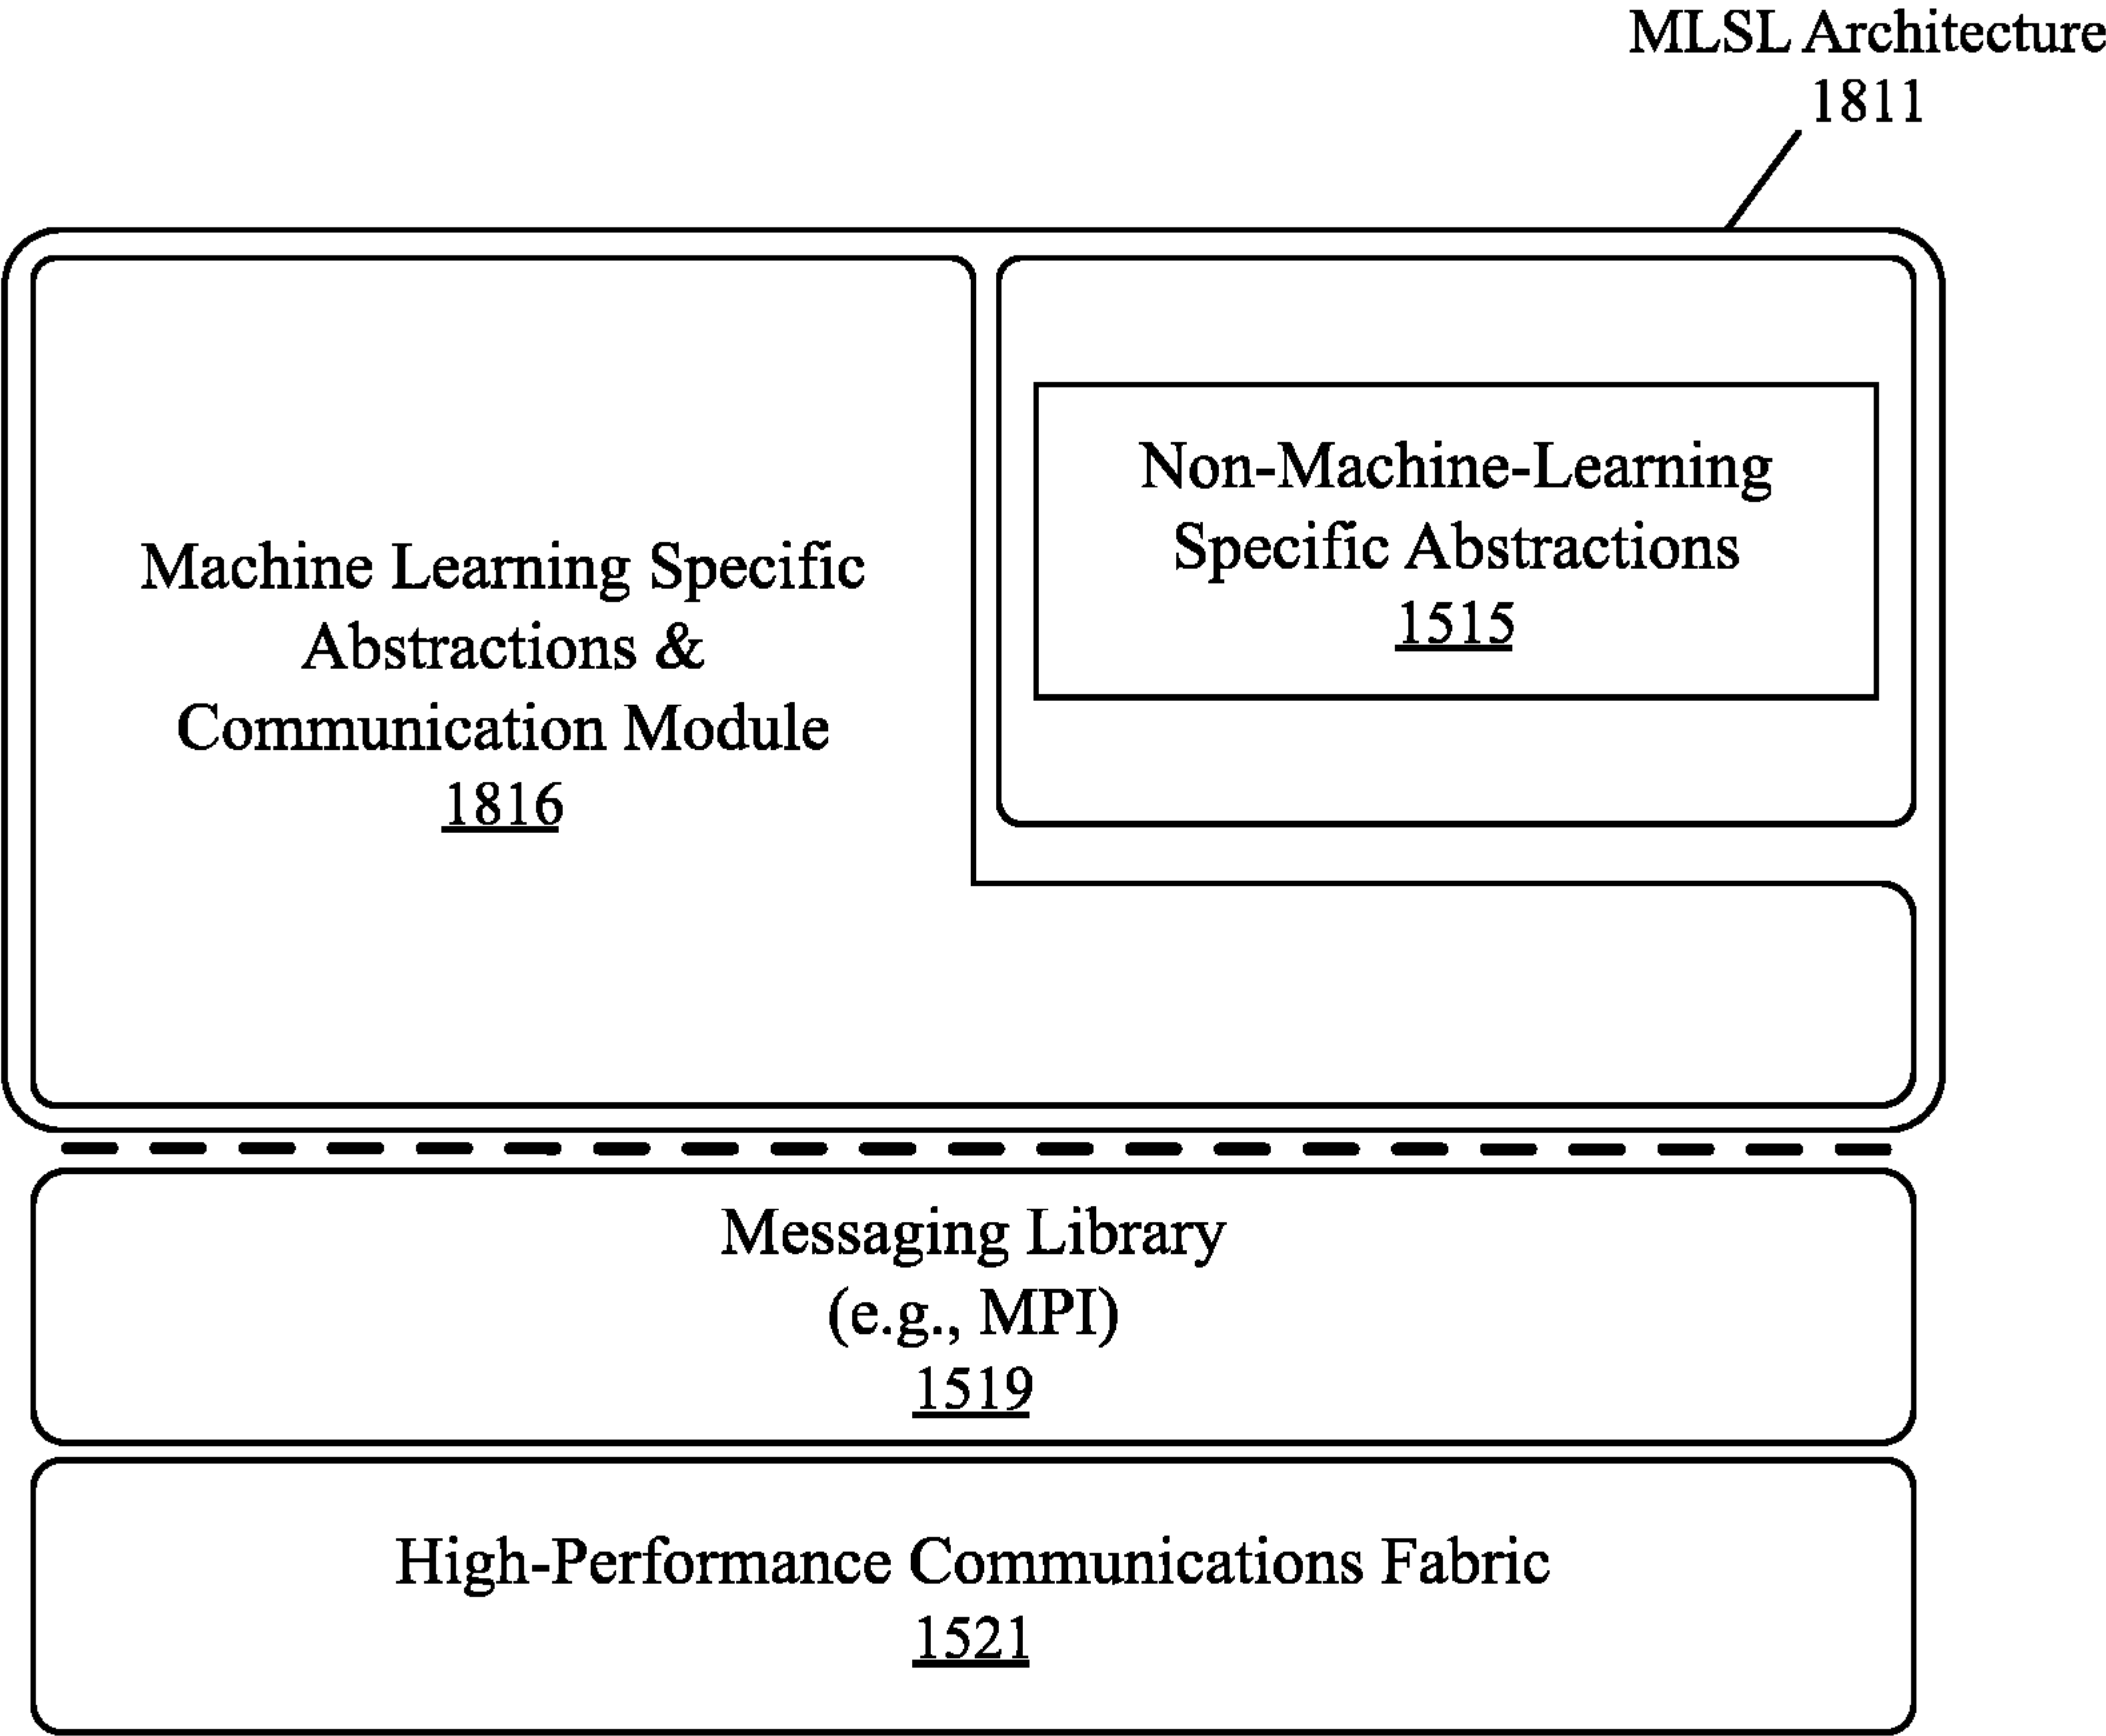 MLSL Architecture
1811
Machine Learning Specific
Abstractions &
Communication Module
1816
Non-Machine-Learning
Specific Abstractions
1515
Messaging Library
(e.g., MPI)
1519
High-Performance Communications Fabric
1521